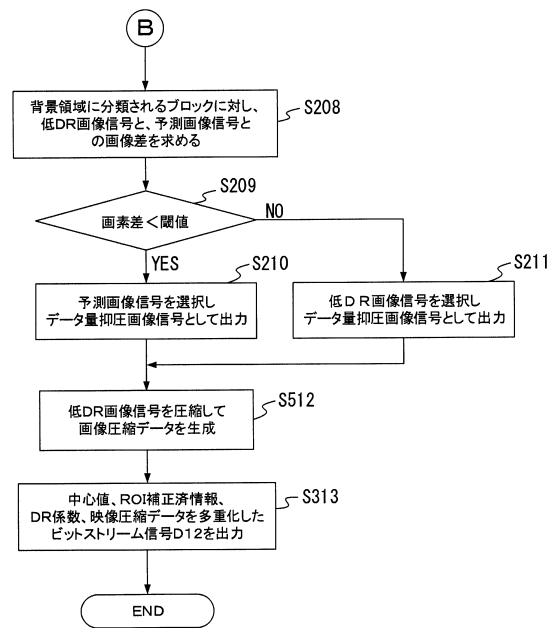 B
背景領域に分類されるブロックに対し、
低DR画像信号と、予測画像信号と
の画像差を求める
S208
画素差<閾値
S209
NO
YES
予測画像信号を選択し
データ量抑圧画像信号として出力
S210
低DR画像信号を選択し
データ量抑圧画像信号として出力
S211
低DR画像信号を圧縮して
画像圧縮データを生成
S512
中心値、ROI補正済情報、
DR係数、映像圧縮データを多重化した
ビットストリーム信号D12を出力
S313
END